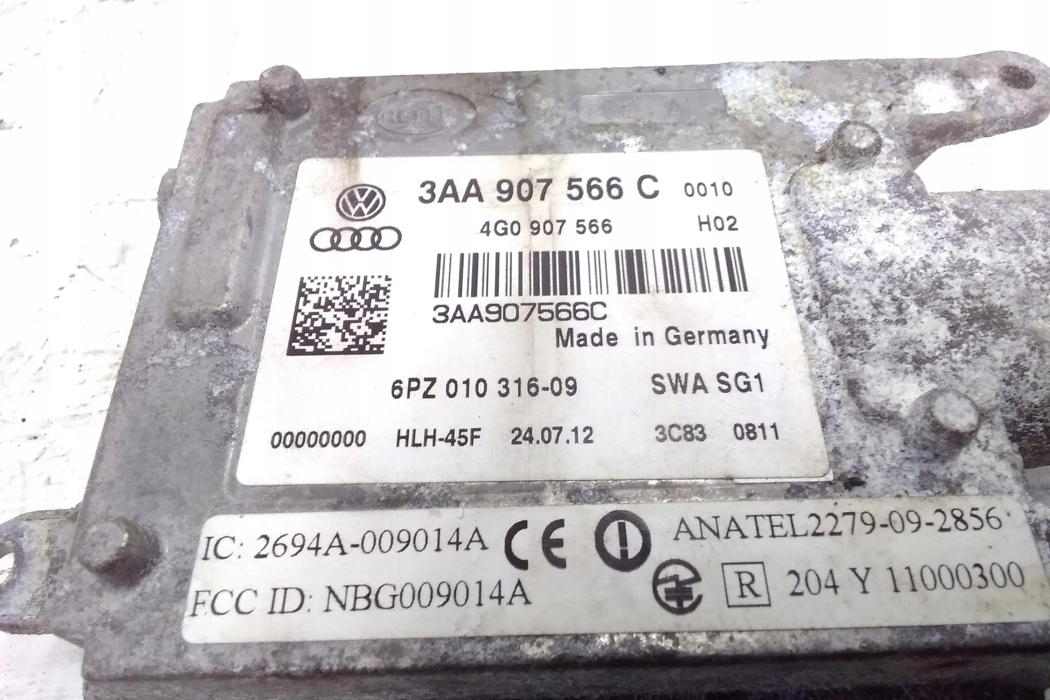 3AA 907 566 C 0010
4G0 907 566 H02
3AA907566C
Made in Germany
6PZ 010 316-09 SWA SG1
00000000 HLH-45F 24.07.12 3C83 0811
IC: 2694A-009014A CE ANATEL2279-09-2856
FCC ID: NBG009014A R 204 Y 11000300